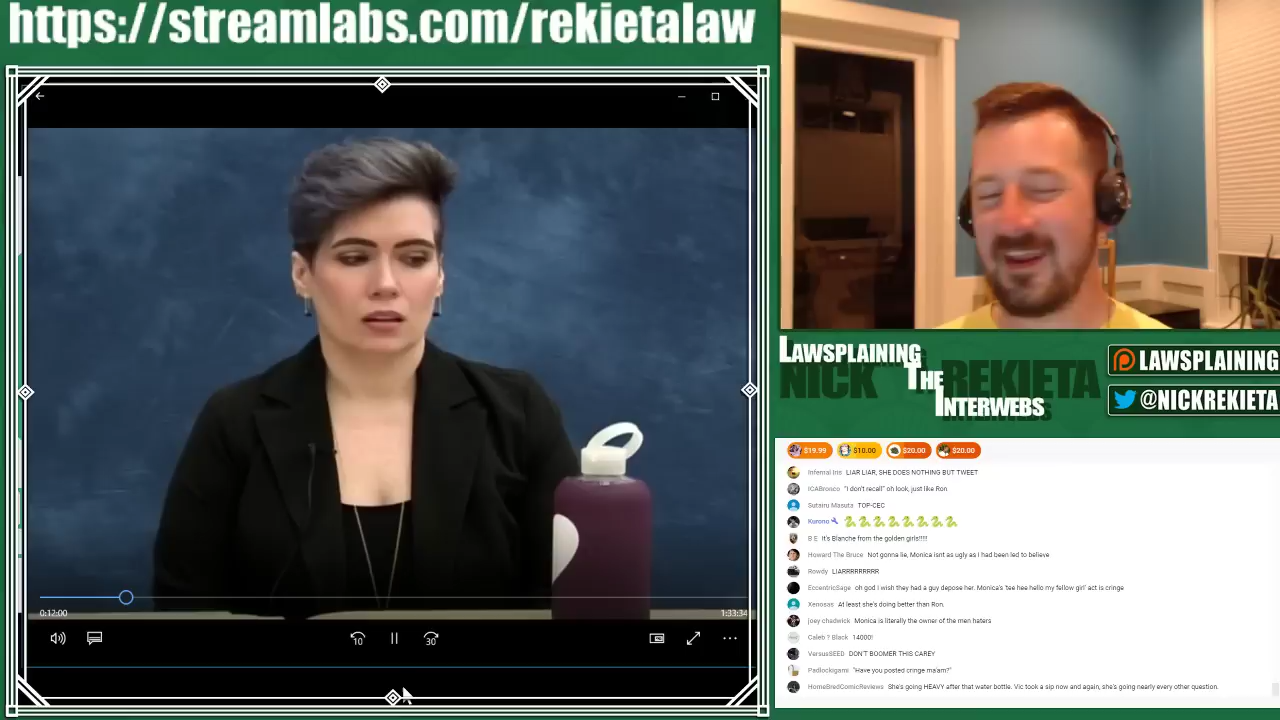 https://streamlabs.com/rekietalaw
0:12:00
1:33:34
10
30
LAWSPLAINING
THE
INTERWEBS
NICK REKIETA
LAWSPLAINING
@NICKREKIETA
$19.99 $10.00 $20.00 $20.00
Infernal Irie LIAR LIAR, SHE DOES NOTHING BUT TWEET
ICABrosco "I don't recall" oh look, just like Ron
Sutairu Masuta TOP-CEC
Kurono
B E It's Blanche from the golden girls!!!!!
Howard The Bruce Not gonna lie, Monica isnt as ugly as I had been led to believe
Rowdy LIARRRRRRRRR
EccentricSage oh god i wish they had a guy depose her. Monica's 'tee hee hello my fellow girl' act is cringe
Xenosas At least she's doing better than Ron.
joey chadwick Monica is literally the owner of the men haters
Caleb ? Black 14000!
VersusSEED DON'T BOOMER THIS CAREY
Padlockigami "Have you posted cringe ma'am?"
HomeBredComicReviews She's going HEAVY after that water bottle. Vic took a sip now and again, she's going nearly every other question.